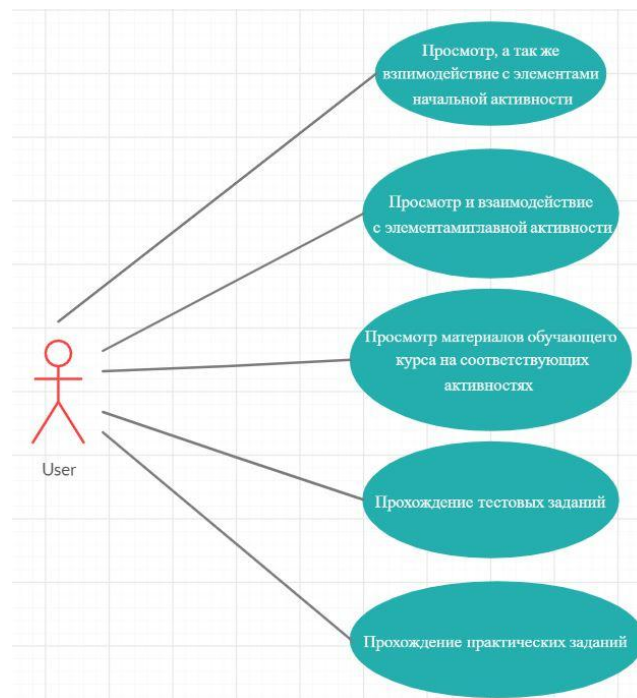 Просмотр, а так же
взпимодействие с элементами
начальной активности
Просмотр и взаимодействие
с элементамиглавной активности
Просмотр материалов обучающего
курса на соответствующих
активностях
User
Прохождение тестовых заданий
Прохождение практических заданий